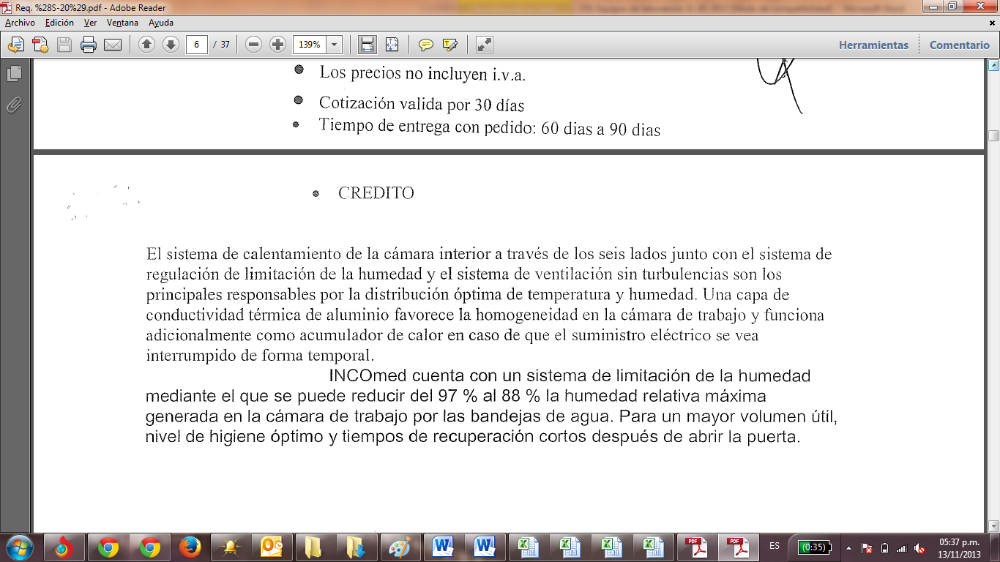 Req. %28S-20 %29.pdf - Adobe Reader
Archivo Edición Ver Ventana Ayuda
6 / 37 139% Herramientas Comentario
Los precios no incluyen i.v.a.
Cotización valida por 30 días
Tiempo de entrega con pedido: 60 dias a 90 dias
CREDITO
El sistema de calentamiento de la cámara interior a través de los seis lados junto con el sistema de
regulación de limitación de la humedad y el sistema de ventilación sin turbulencias son los
principales responsables por la distribución óptima de temperatura y humedad. Una capa de
conductividad térmica de aluminio favorece la homogeneidad en la cámara de trabajo y funciona
adicionalmente como acumulador de calor en caso de que el suministro eléctrico se vea
interrumpido de forma temporal.
INCOmed cuenta con un sistema de limitación de la humedad
mediante el que se puede reducir del 97 % al 88 % la humedad relativa máxima
generada en la cámara de trabajo por las bandejas de agua. Para un mayor volumen útil,
nivel de higiene óptimo y tiempos de recuperación cortos después de abrir la puerta.
ES (0:35) 05:37 p.m.
13/11/2013